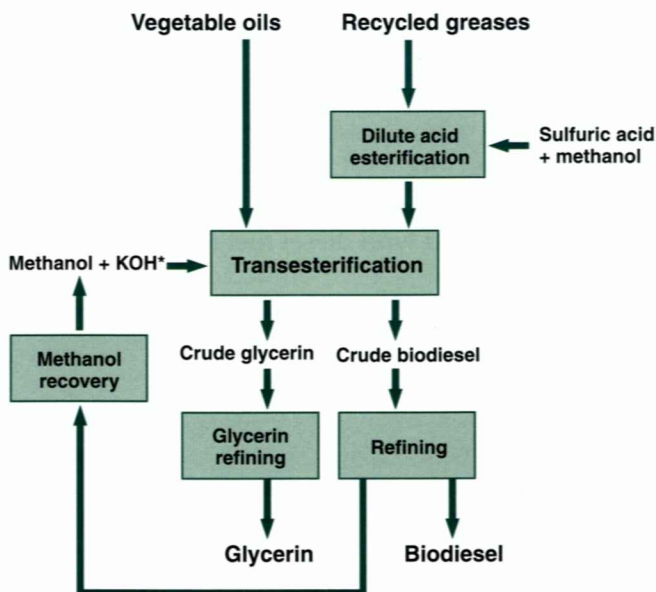 Vegetable oils
Recycled greases
Dilute acid
esterification
Sulfuric acid
+ methanol
Methanol + KOH*
Transesterification
Methanol
recovery
Crude glycerin
Crude biodiesel
Glycerin
refining
Refining
Glycerin
Biodiesel